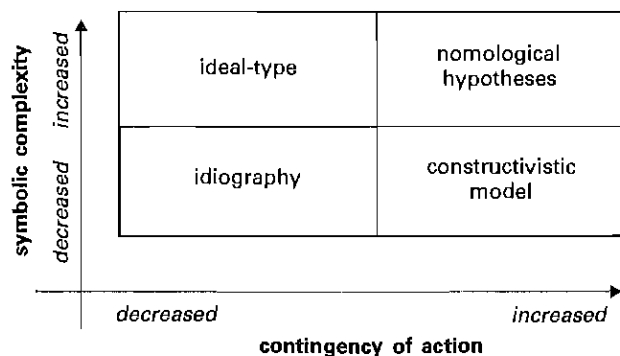 ideal-type
nomological
hypotheses
idiography
constructivistic
model
symbolic complexity
decreased increased
decreased
increased
contingency of action